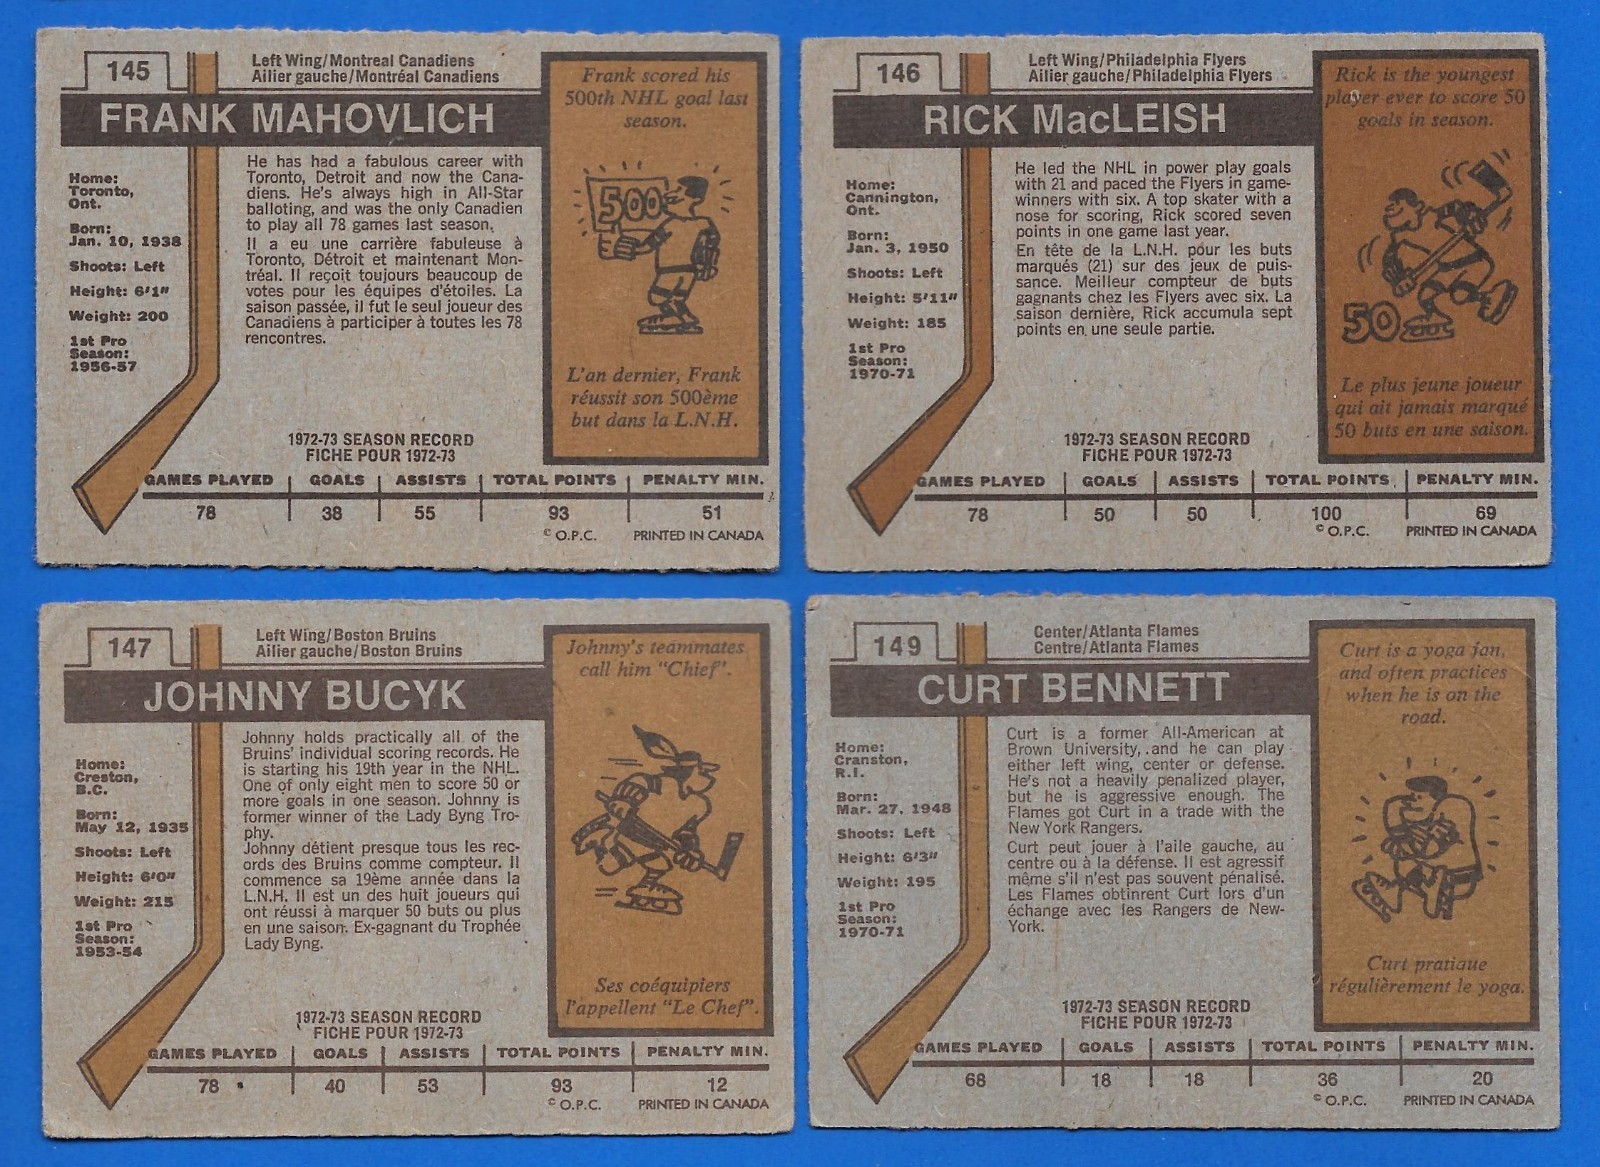 145
Left Wing/Montreal Canadiens
Ailier gauche/Montréal Canadiens
FRANK MAHOVLICH
Home:
Toronto,
Ont.
Born:
Jan. 10, 1938
Shoots: Left
Height: 6'1"
Weight: 200
1st Pro
Season:
1956-57
He has had a fabulous career with
Toronto, Detroit and now the Cana-
diens. He's always high in All-Star
balloting, and was the only Canadien
to play all 78 games last season.
Il a eu une carrière fabuleuse à
Toronto, Détroit et maintenant Mon-
tréal. Il reçoit toujours beaucoup de
votes pour les équipes d'étoiles. La
saison passée, il fut le seul joueur des
Canadiens à participer à toutes les 78
rencontres.
Frank scored his
500th NHL goal last
season.
500
L'an dernier, Frank
réussit son 500ème
but dans la L.N.H.
1972-73 SEASON RECORD
FICHE POUR 1972-73
GAMES PLAYED GOALS ASSISTS TOTAL POINTS PENALTY MIN.
78 38 55 93 51
© O.P.C. PRINTED IN CANADA
146
Left Wing/Philadelphia Flyers
Ailier gauche/Philadelphia Flyers
RICK MacLEISH
Home:
Cannington,
Ont.
Born:
Jan. 3, 1950
Shoots: Left
Height: 5'11"
Weight: 185
1st Pro
Season:
1970-71
He led the NHL in power play goals
with 21 and paced the Flyers in game-
winners with six. A top skater with a
nose for scoring, Rick scored seven
points in one game last year.
En tête de la L.N.H. pour les buts
marqués (21) sur des jeux de puis-
sance. Meilleur compteur de buts
gagnants chez les Flyers avec six. La
saison dernière, Rick accumula sept
points en une seule partie.
Rick is the youngest
player ever to score 50
goals in season.
50
Le plus jeune joueur
qui ait jamais marqué
50 buts en une saison.
1972-73 SEASON RECORD
FICHE POUR 1972-73
GAMES PLAYED GOALS ASSISTS TOTAL POINTS PENALTY MIN.
78 50 50 100 69
© O.P.C. PRINTED IN CANADA
147
Left Wing/Boston Bruins
Ailier gauche/Boston Bruins
JOHNNY BUCYK
Home:
Creston,
B.C.
Born:
May 12, 1935
Shoots: Left
Height: 6'0"
Weight: 215
1st Pro
Season:
1953-54
Johnny holds practically all of the
Bruins' individual scoring records. He
is starting his 19th year in the NHL.
One of only eight men to score 50 or
more goals in one season. Johnny is
former winner of the Lady Byng Tro-
phy.
Johnny détient presque tous les rec-
ords des Bruins comme compteur. Il
commence sa 19ème année dans la
L.N.H. Il est un des huit joueurs qui
ont réussi à marquer 50 buts ou plus
en une saison. Ex-gagnant du Trophée
Lady Byng.
Johnny's teammates
call him "Chief".
Ses coéquipiers
l'appellent "Le Chef".
1972-73 SEASON RECORD
FICHE POUR 1972-73
GAMES PLAYED GOALS ASSISTS TOTAL POINTS PENALTY MIN.
78 40 53 93 12
© O.P.C. PRINTED IN CANADA
149
Center/Atlanta Flames
Centre/Atlanta Flames
CURT BENNETT
Home:
Cranston,
R.I.
Born:
Mar. 27, 1948
Shoots: Left
Height: 6'3"
Weight: 195
1st Pro
Season:
1970-71
Curt is a former All-American at
Brown University, and he can play
either left wing, center or defense.
He's not a heavily penalized player,
but he is aggressive enough. The
Flames got Curt in a trade with the
New York Rangers.
Curt peut jouer à l'aile gauche, au
centre ou à la défense. Il est agressif
même s'il n'est pas souvent pénalisé.
Les Flames obtinrent Curt lors d'un
échange avec les Rangers de New-
York.
Curt is a yoga fan,
and often practices
when he is on the
road.
Curt pratique
régulièrement le yoga.
1972-73 SEASON RECORD
FICHE POUR 1972-73
GAMES PLAYED GOALS ASSISTS TOTAL POINTS PENALTY MIN.
68 18 18 36 20
© O.P.C. PRINTED IN CANADA